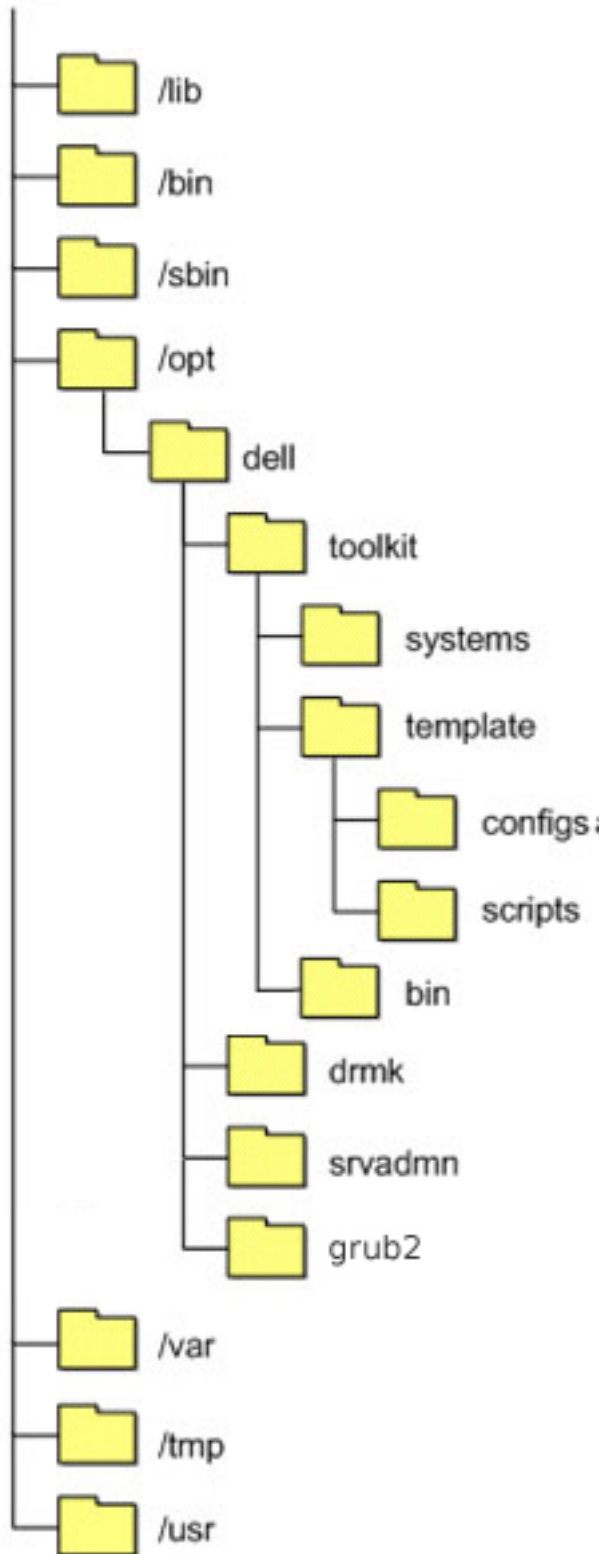 /lib
/bin
/sbin
/opt
dell
toolkit
systems
template
configs
scripts
bin
drmk
srvadmn
grub2
/var
/tmp
/usr